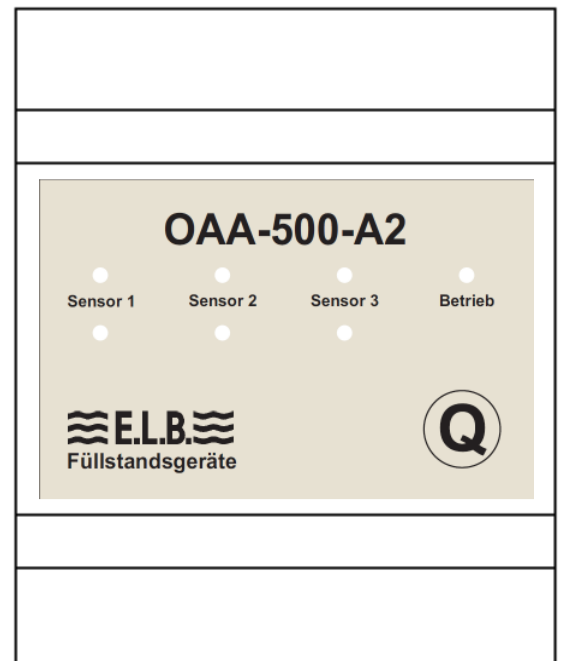 OAA-500-A2
Sensor 1 Sensor 2 Sensor 3 Betrieb
E.L.B.
Füllstandsgeräte
Q